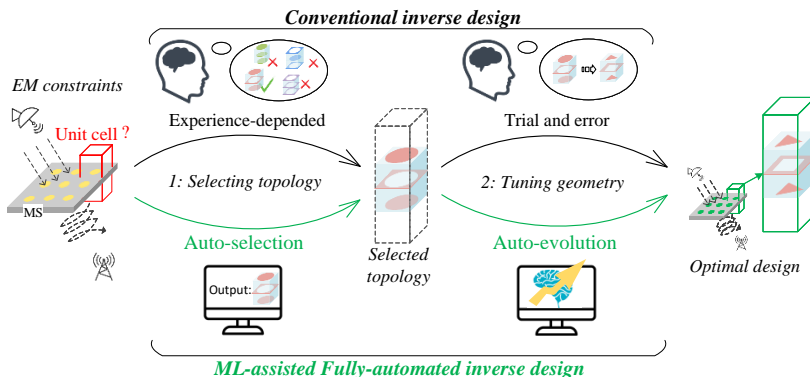 Conventional inverse design
EM constraints
Unit cell ?
MS
Experience-depended
Trial and error
1: Selecting topology
2: Tuning geometry
Auto-selection
Auto-evolution
Selected
topology
Optimal design
Output:
ML-assisted Fully-automated inverse design